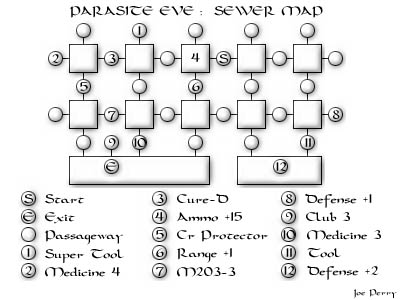 PARASITE EVE : SEWER MAP
1
2 3 4 S
5 6
7 8
9 10 11
E 12
S Start 3 Cure-D 8 Defense +1
E Exit 4 Ammo +15 9 Club 3
Passageway 5 Cr Protector 10 Medicine 3
1 Super Tool 6 Range +1 11 Tool
2 Medicine 4 7 M203-3 12 Defense +2
Joe Perry